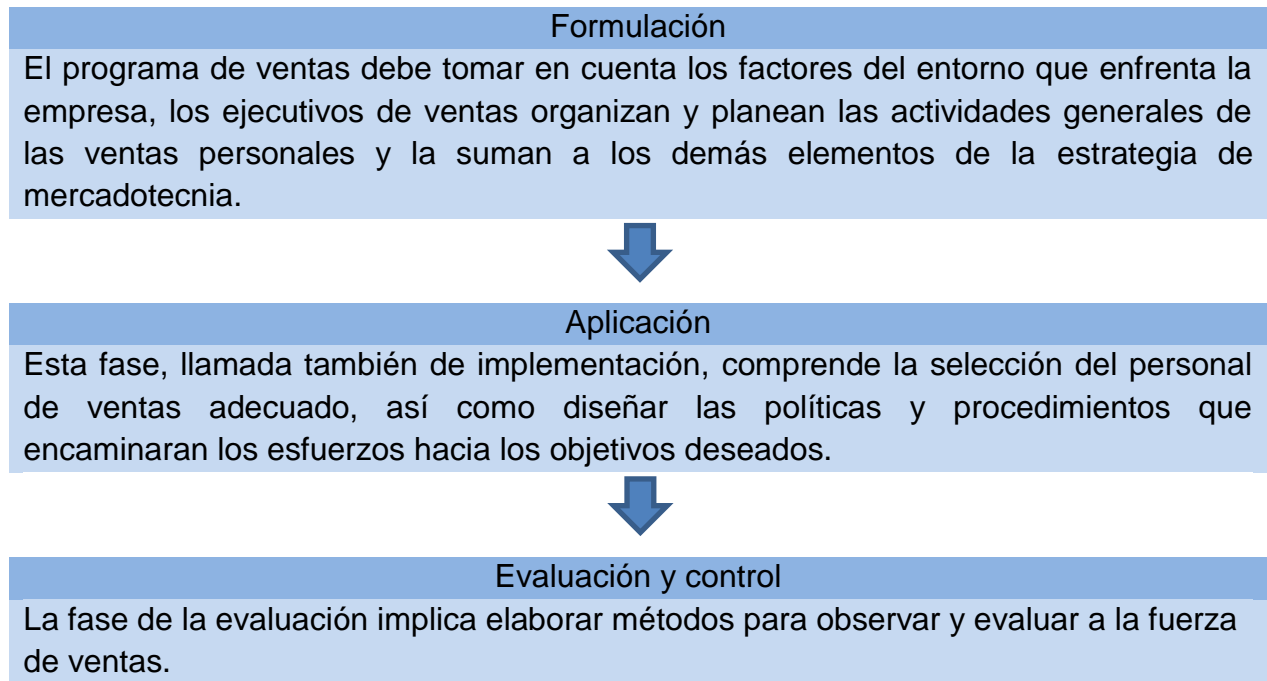 Formulación
El programa de ventas debe tomar en cuenta los factores del entorno que enfrenta la
empresa, los ejecutivos de ventas organizan y planean las actividades generales de
las ventas personales y la suman a los demás elementos de la estrategia de
mercadotecnia.
Aplicación
Esta fase, llamada también de implementación, comprende la selección del personal
de ventas adecuado, así como diseñar las políticas y procedimientos que
encaminaran los esfuerzos hacia los objetivos deseados.
Evaluación y control
La fase de la evaluación implica elaborar métodos para observar y evaluar a la fuerza
de ventas.